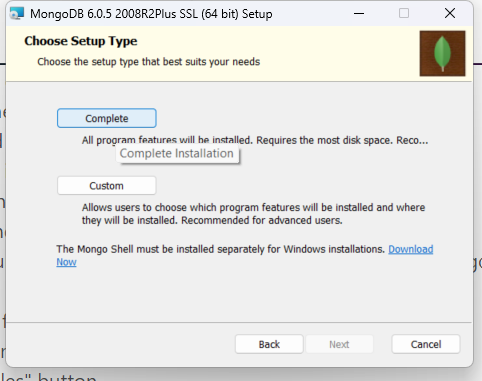 MongoDB 6.0.5 2008R2Plus SSL (64 bit) Setup
Choose Setup Type
Choose the setup type that best suits your needs
Complete
All program features will be installed. Requires the most disk space. Reco...
Complete Installation
Custom
Allows users to choose which program features will be installed and where
they will be installed. Recommended for advanced users.
The Mongo Shell must be installed separately for Windows installations. Download
Now
Back
Next
Cancel
les" button